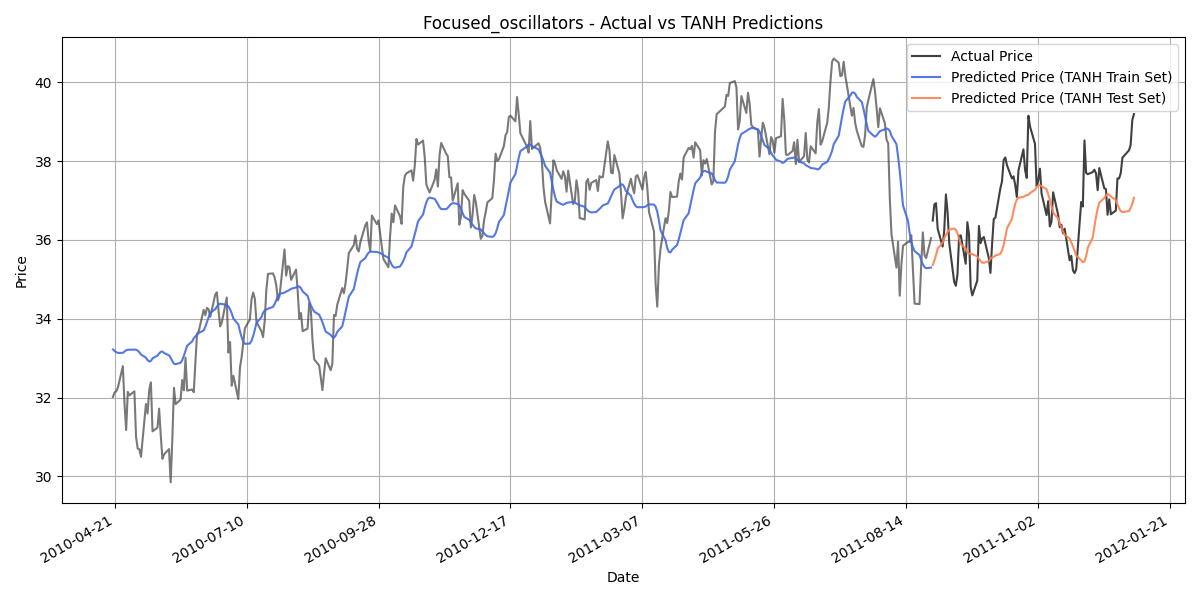 Focused_oscillators - Actual vs TANH Predictions
Actual Price
Predicted Price (TANH Train Set)
Predicted Price (TANH Test Set)
Price
40
38
36
34
32
30
2010-04-21
2010-07-10
2010-09-28
2010-12-17
2011-03-07
2011-05-26
2011-08-14
2011-11-02
2012-01-21
Date